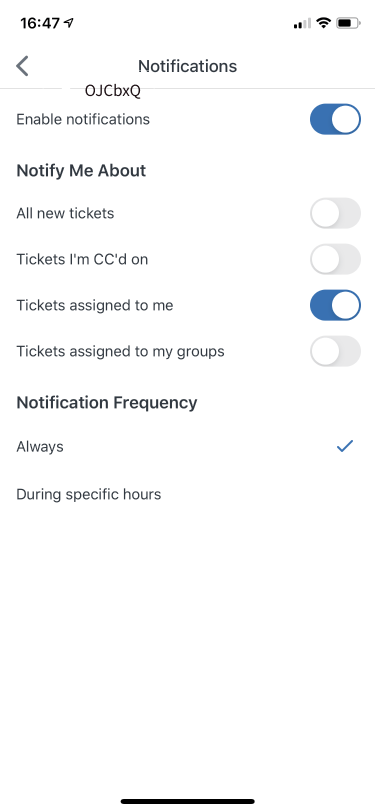 16:47
Notifications
OJCbxQ
Enable notifications
Notify Me About
All new tickets
Tickets I'm CC'd on
Tickets assigned to me
Tickets assigned to my groups
Notification Frequency
Always
During specific hours